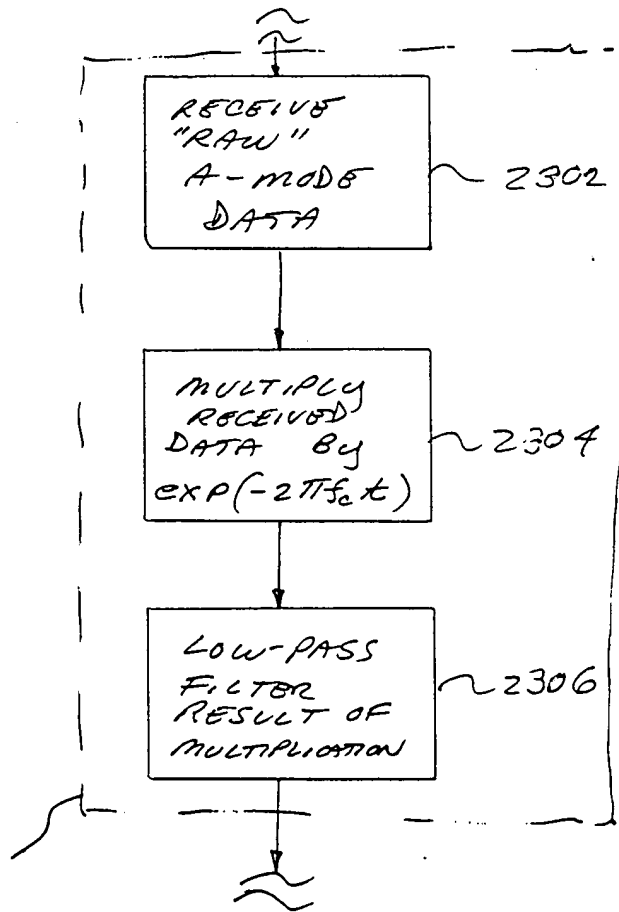 RECEIVE
"RAW"
A-MODE
DATA
2302
MULTIPLY
RECEIVED
DATA By
exp(-2πfct)
2304
LOW-PASS
FILTER
RESULT OF
MULTIPLICATION
2306